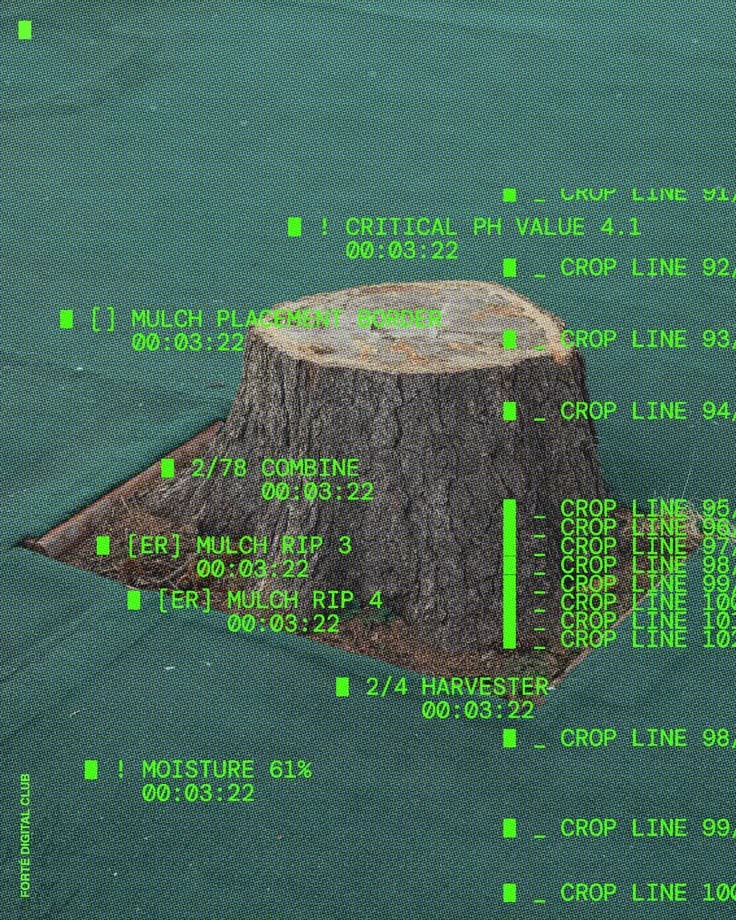 _ CROP LINE 91/
! CRITICAL PH VALUE 4.1
00:03:22
_ CROP LINE 92/
[] MULCH PLACEMENT BORDER
00:03:22
_ CROP LINE 93/
_ CROP LINE 94/
2/78 COMBINE
00:03:22
_ CROP LINE 95/
_ CROP LINE 96/
_ CROP LINE 97/
[ER] MULCH RIP 3
00:03:22
_ CROP LINE 98/
_ CROP LINE 99/
_ CROP LINE 100
[ER] MULCH RIP 4
00:03:22
_ CROP LINE 101
_ CROP LINE 102
2/4 HARVESTER
00:03:22
_ CROP LINE 98/
! MOISTURE 61%
00:03:22
_ CROP LINE 99/
_ CROP LINE 100
FORTÉ DIGITAL CLUB